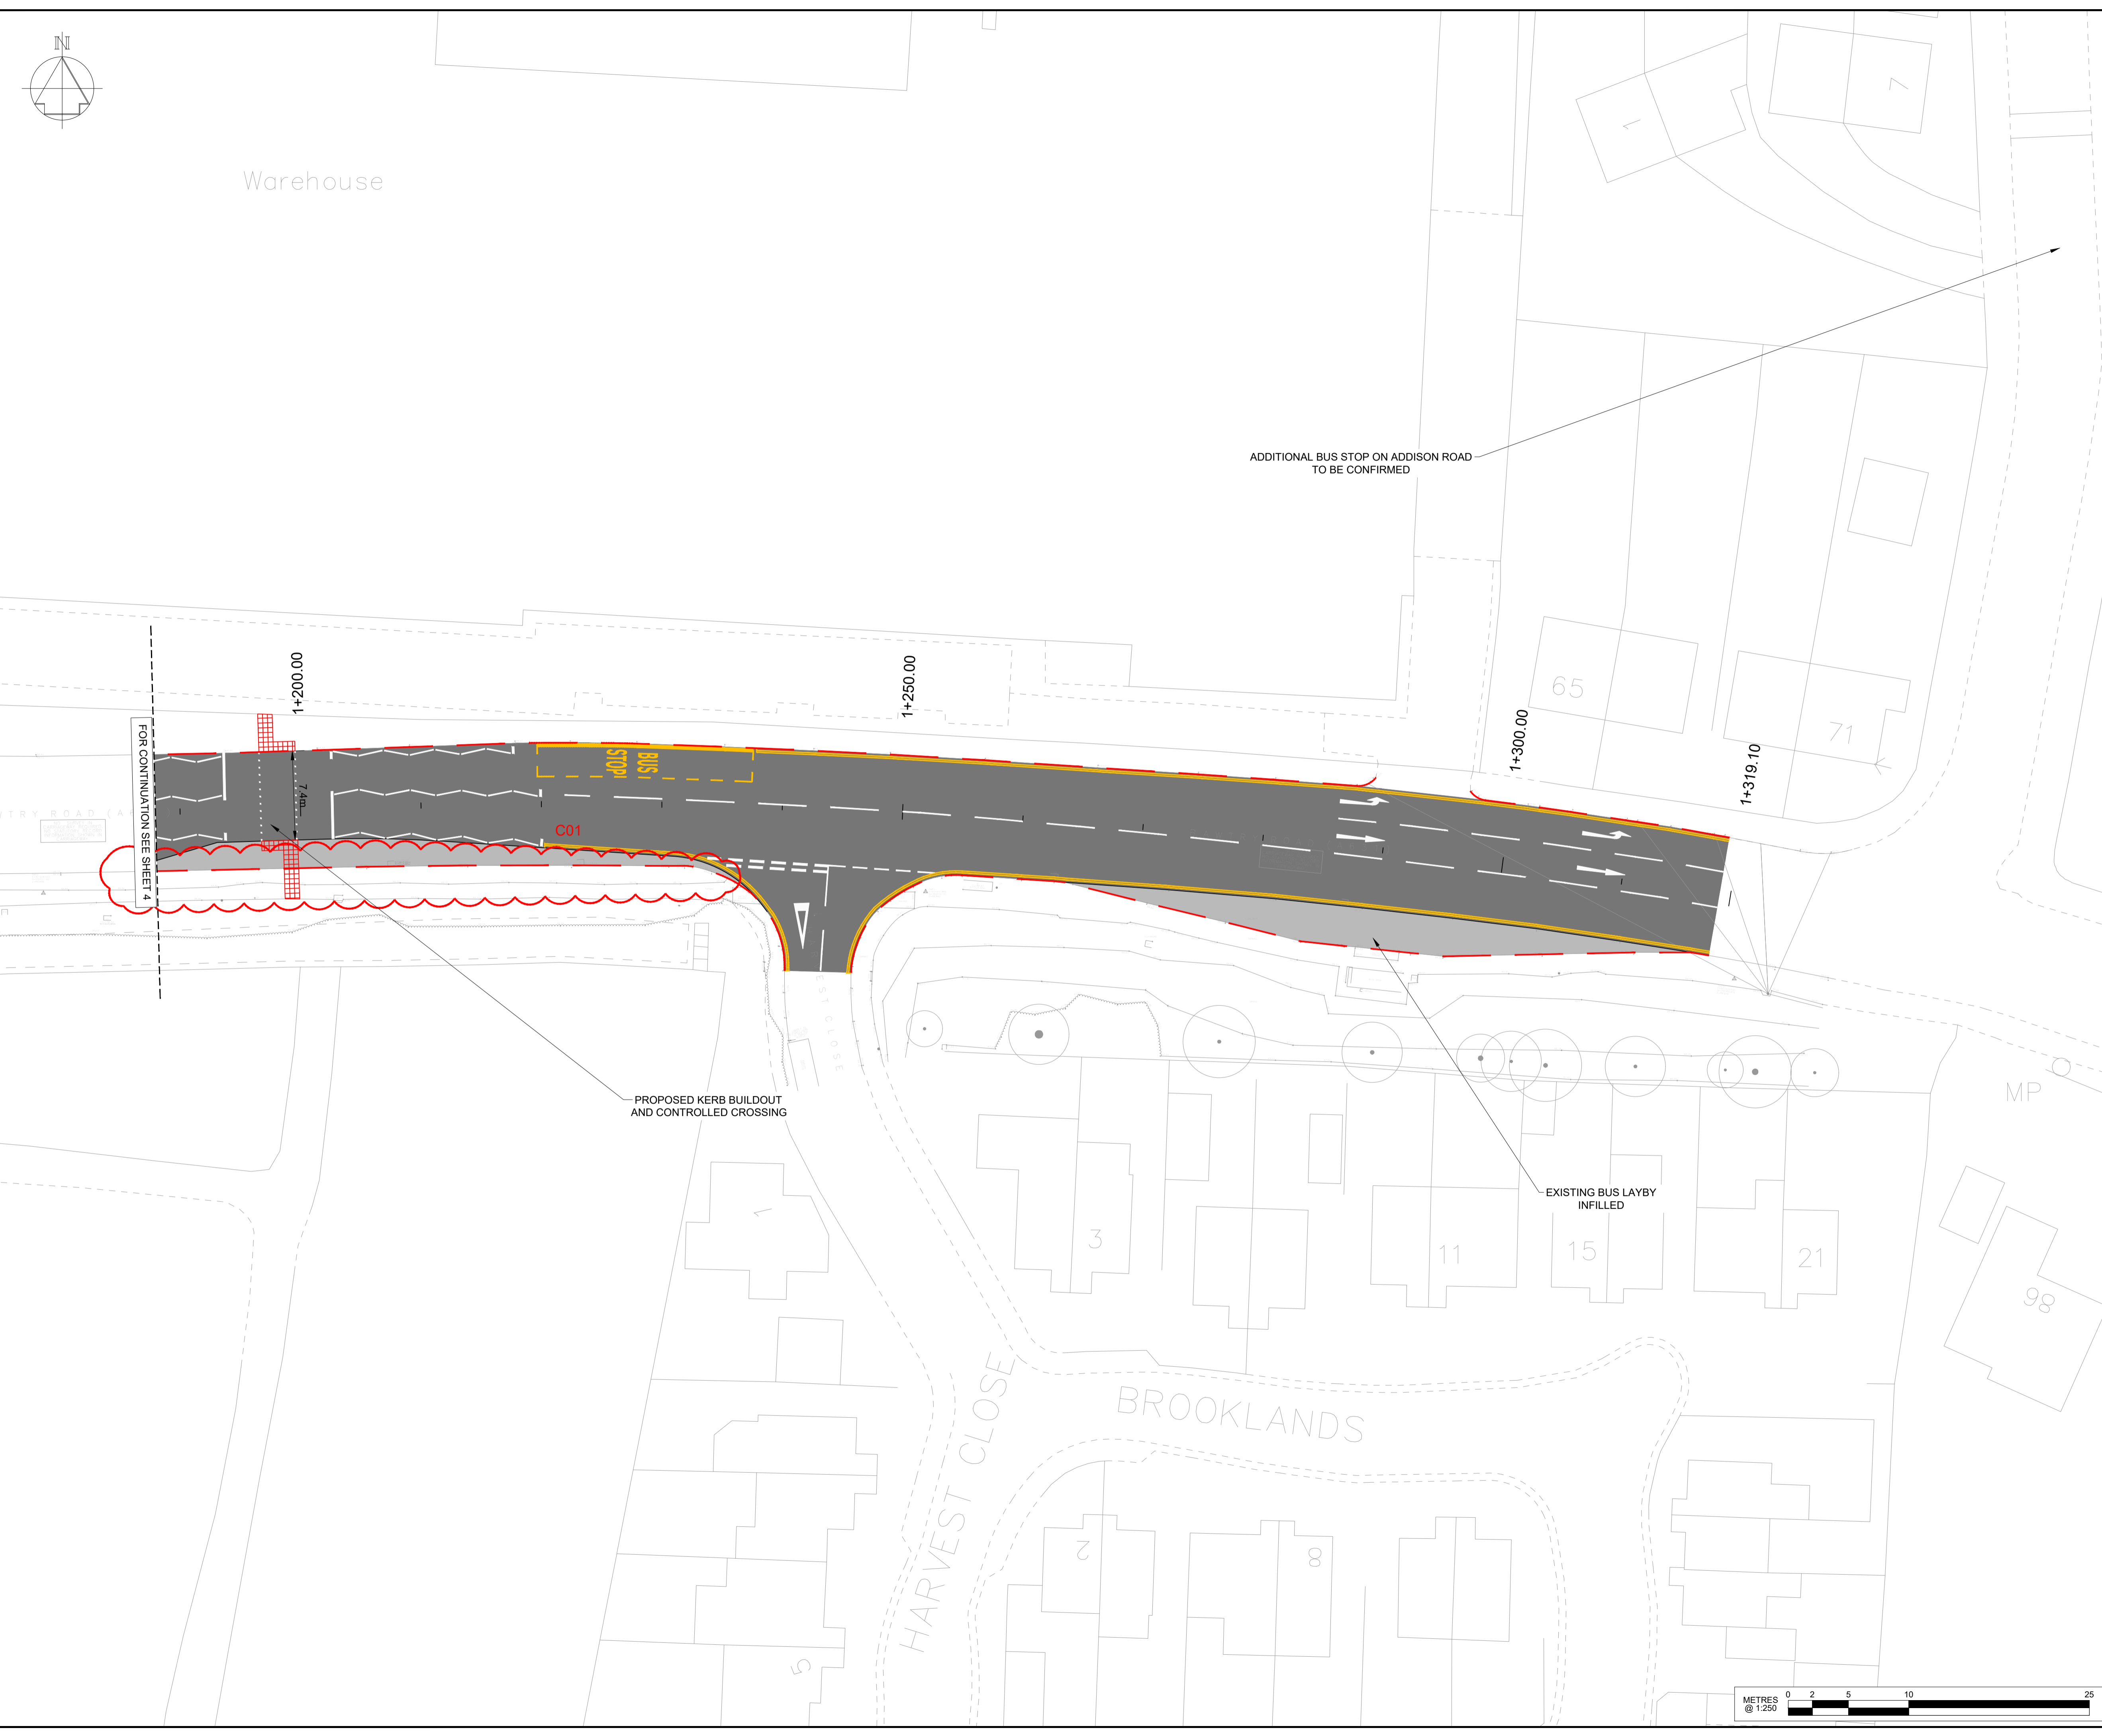 N
Warehouse
1
7
ADDITIONAL BUS STOP ON ADDISON ROAD
TO BE CONFIRMED
1+200.00
1+250.00
1+300.00
1+319.10
65
71
FOR CONTINUATION SEE SHEET 4
7.4m
BUS
STOP
C01
PROPOSED KERB BUILDOUT
AND CONTROLLED CROSSING
EXISTING BUS LAYBY
INFILLED
MP
1
3
11
15
21
98
HARVEST CLOSE
BROOKLANDS
2
8
5
METRES
@ 1:250
0 2 5 10 25